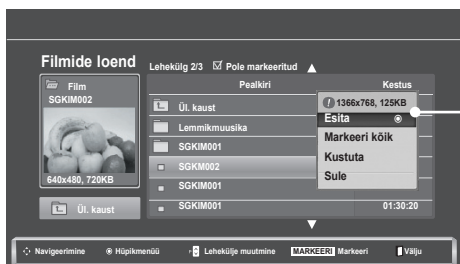 Filmide loend
Lehekülg 2/3 ☑ Pole markeeritud
Film
SGKIM002
640x480, 720KB
Ül. kaust
Pealkiri Kestus
Ül. kaust
Lemmikmuusika
SGKIM001
SGKM002
SGKIM001
SGKIM001 01:30:20
1366x768, 125KB
Esita
Markeeri kõik
Kustuta
Sule
Navigeerimine Hüpikmenüü Lehekülje muutmine MARKEERI Markeeri Välju